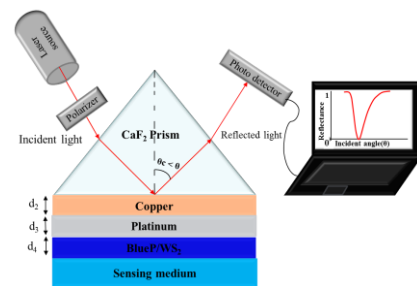 Laser
source
Polarizer
Incident light
CaF2 Prism
θc < θ
Photo detector
Reflected light
1
Reflectance
0
Incident angle(θ)
d2
Copper
d3
Platinum
d4
BlueP/WS2
Sensing medium